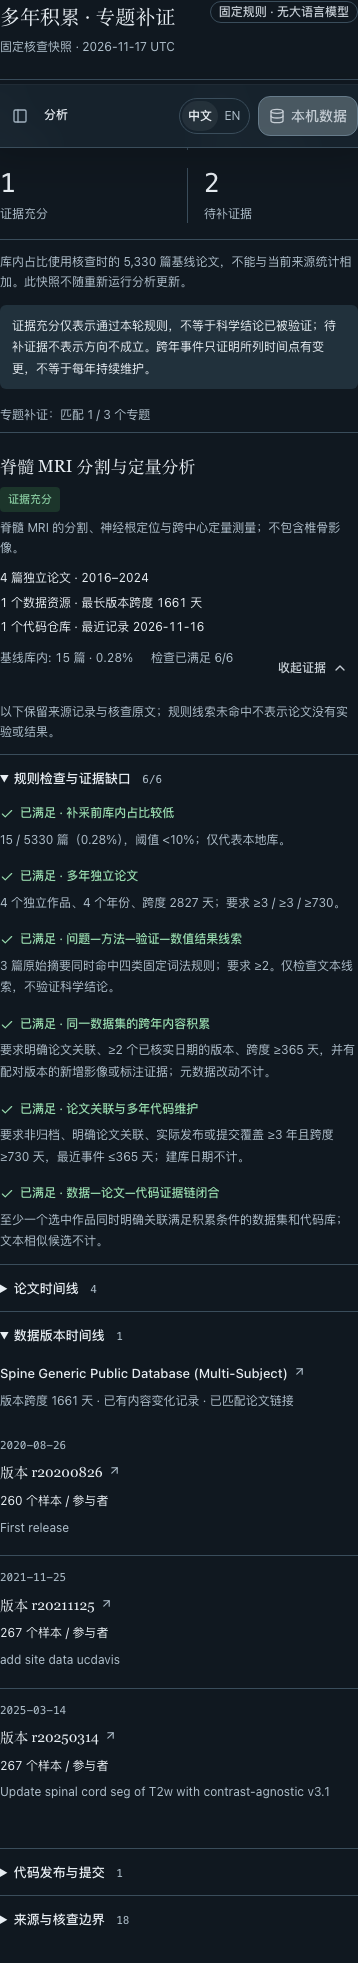 多年积累 · 专题补证
固定规则 · 无大语言模型
固定核查快照 · 2026-11-17 UTC
分析
中文 EN
本机数据
1
证据充分
2
待补证据
库内占比使用核查时的 5,330 篇基线论文，不能与当前来源统计相
加。此快照不随重新运行分析更新。
证据充分仅表示通过本轮规则，不等于科学结论已被验证；待
补证据不表示方向不成立。跨年事件只证明所列时间点有变
更，不等于每年持续维护。
专题补证：匹配 1 / 3 个专题
脊髓 MRI 分割与定量分析
证据充分
脊髓 MRI 的分割、神经根定位与跨中心定量测量；不包含椎骨影
像。
4 篇独立论文 · 2016–2024
1 个数据资源 · 最长版本跨度 1661 天
1 个代码仓库 · 最近记录 2026-11-16
基线库内: 15 篇 · 0.28% 检查已满足 6/6
收起证据
以下保留来源记录与核查原文；规则线索未命中不表示论文没有实
验或结果。
规则检查与证据缺口 6/6
已满足 · 补采前库内占比较低
15 / 5330 篇（0.28%），阈值 <10%；仅代表本地库。
已满足 · 多年独立论文
4 个独立作品、4 个年份、跨度 2827 天；要求 ≥3 / ≥3 / ≥730。
已满足 · 问题—方法—验证—数值结果线索
3 篇原始摘要同时命中四类固定词法规则；要求 ≥2。仅检查文本线
索，不验证科学结论。
已满足 · 同一数据集的跨年内容积累
要求明确论文关联、≥2 个已核实日期的版本、跨度 ≥365 天，并有
配对版本的新增影像或标注证据；元数据改动不计。
已满足 · 论文关联与多年代码维护
要求非归档、明确论文关联、实际发布或提交覆盖 ≥3 年且跨度
≥730 天，最近事件 ≤365 天；建库日期不计。
已满足 · 数据—论文—代码证据链闭合
至少一个选中作品同时明确关联满足积累条件的数据集和代码库；
文本相似候选不计。
论文时间线 4
数据版本时间线 1
Spine Generic Public Database (Multi-Subject)
版本跨度 1661 天 · 已有内容变化记录 · 已匹配论文链接
2020-08-26
版本 r20200826
260 个样本 / 参与者
First release
2021-11-25
版本 r20211125
267 个样本 / 参与者
add site data ucdavis
2025-03-14
版本 r20250314
267 个样本 / 参与者
Update spinal cord seg of T2w with contrast-agnostic v3.1
代码发布与提交 1
来源与核查边界 18